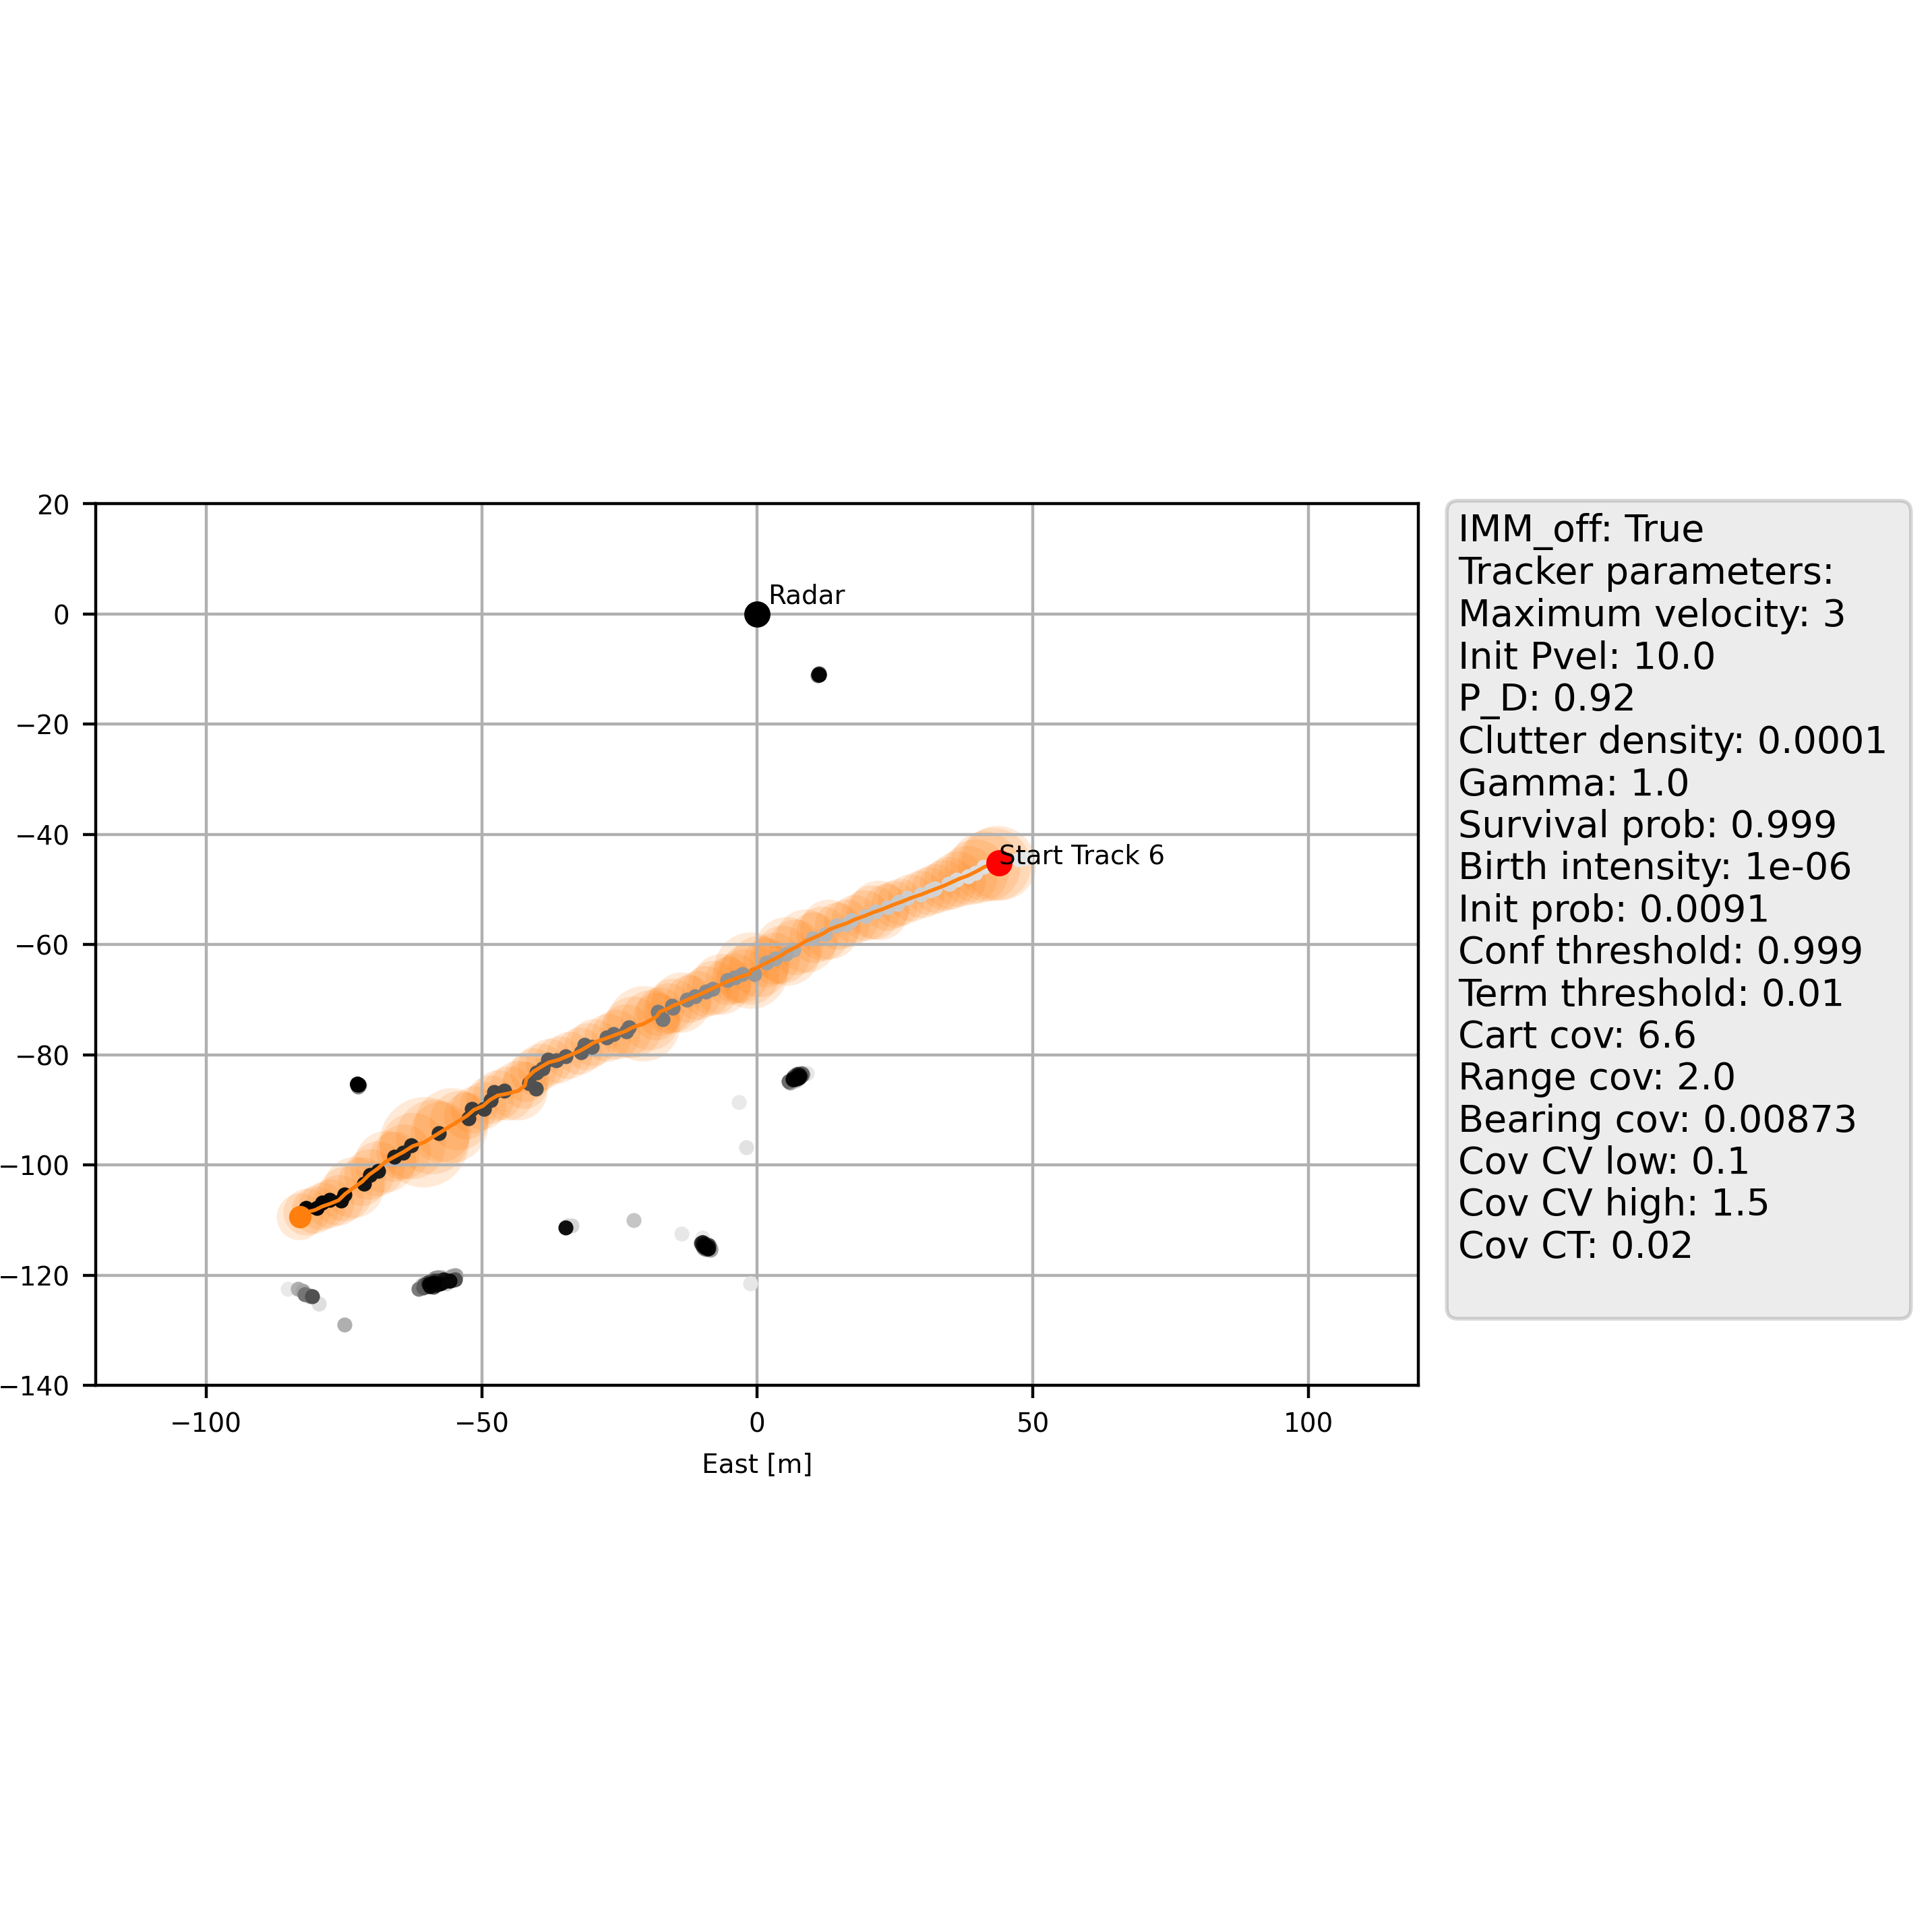 20
0
−20
−40
−60
−80
−100
−120
−140
−100
−50
0
50
100
East [m]
Radar
Start Track 6
IMM_off: True
Tracker parameters:
Maximum velocity: 3
Init Pvel: 10.0
P_D: 0.92
Clutter density: 0.0001
Gamma: 1.0
Survival prob: 0.999
Birth intensity: 1e-06
Init prob: 0.0091
Conf threshold: 0.999
Term threshold: 0.01
Cart cov: 6.6
Range cov: 2.0
Bearing cov: 0.00873
Cov CV low: 0.1
Cov CV high: 1.5
Cov CT: 0.02